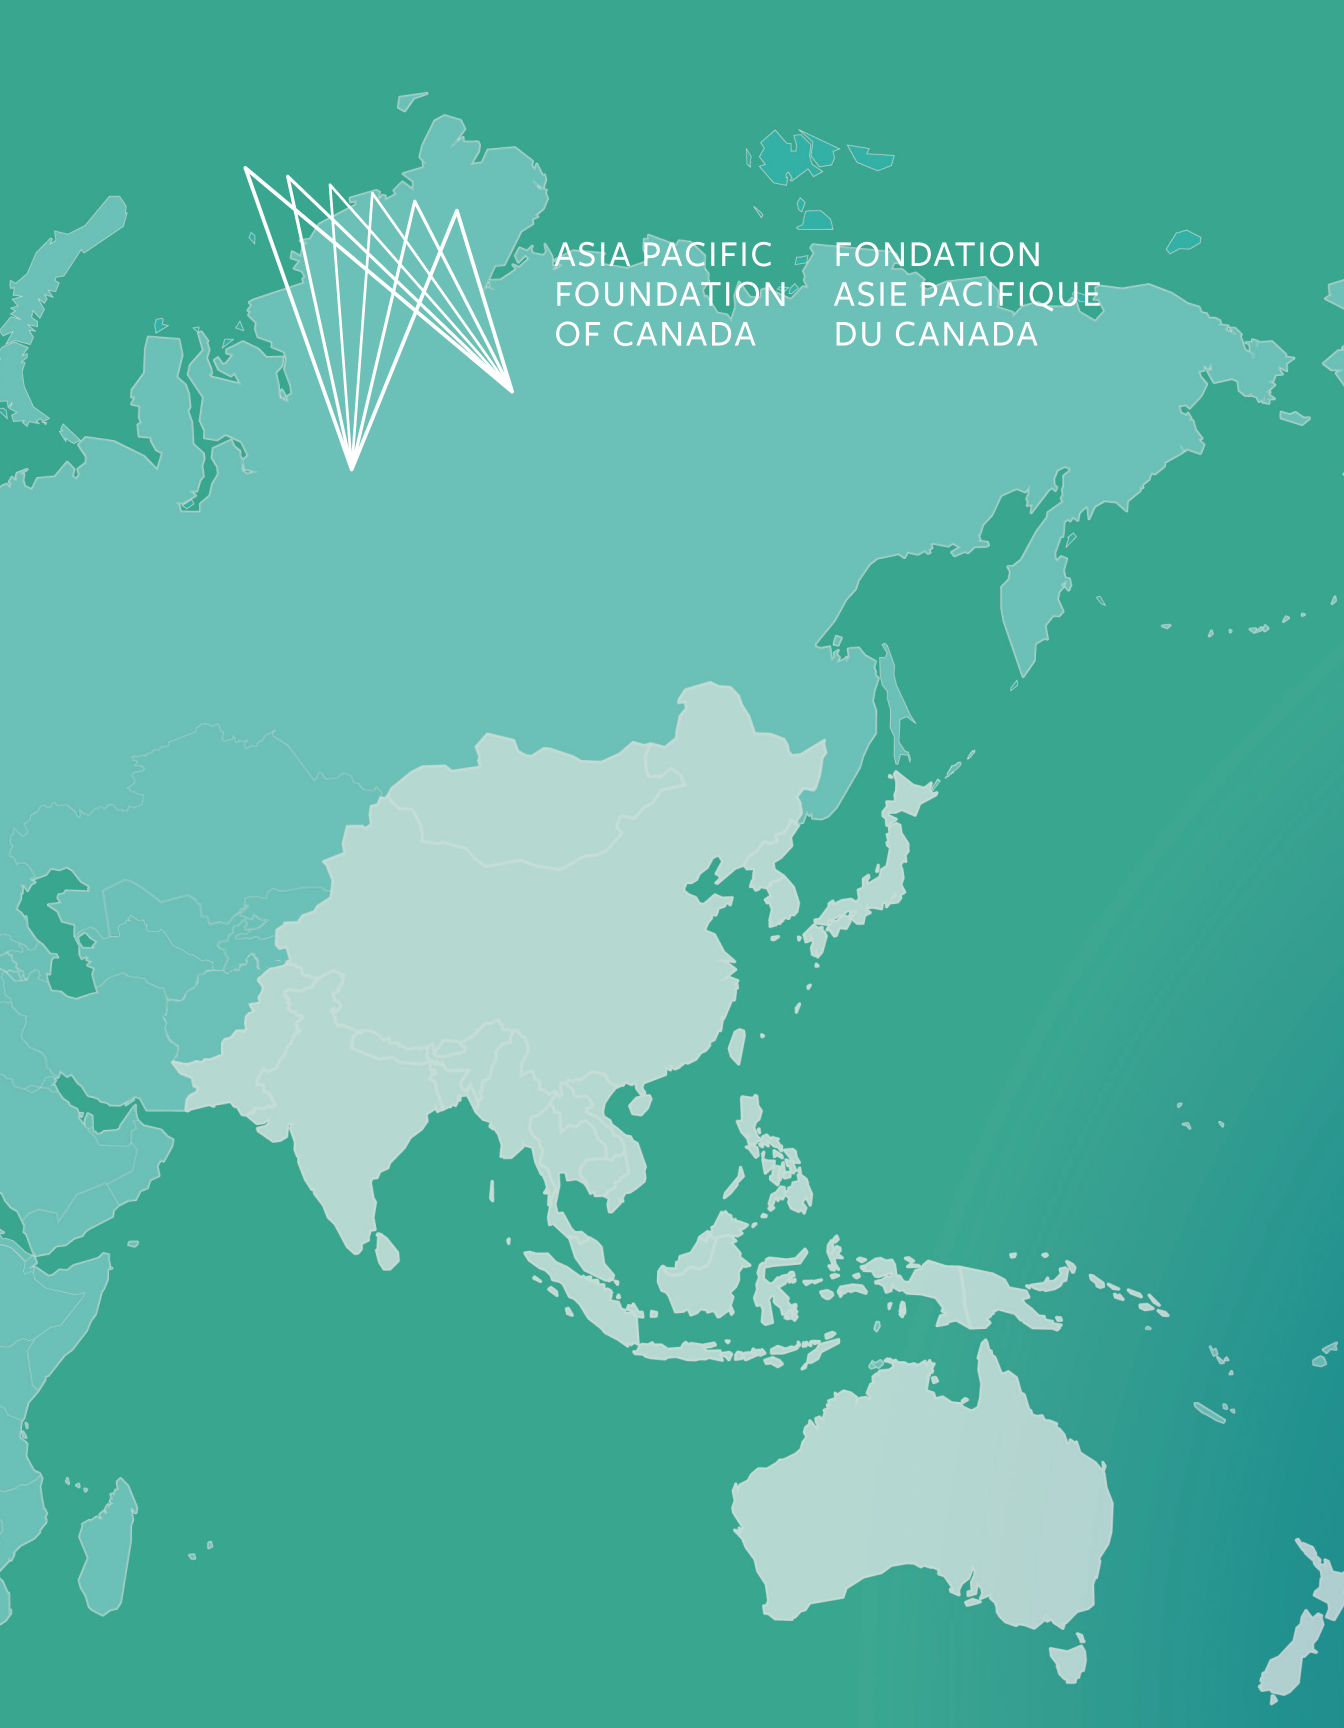 ASIA PACIFIC
FOUNDATION
OF CANADA
FONDATION
ASIE PACIFIQUE
DU CANADA